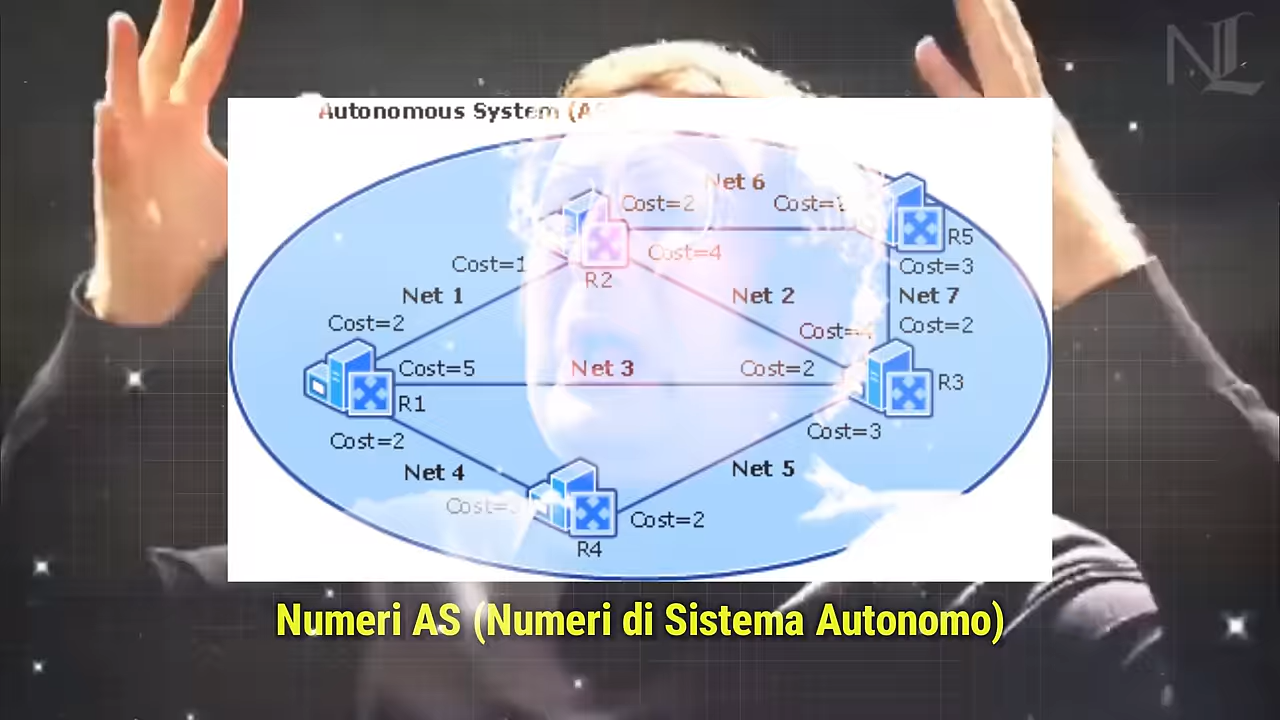 NL
Autonomous System (AS
Net 6
Cost=2
R5
Cost=4
Cost=3
Cost=1
R2
Net 1
Net 2
Net 7
Cost=2
Cost=2
Cost=5
Net 3
Cost=2
R3
R1
Cost=2
Cost=3
Net 4
Net 5
Cost=2
R4
Numeri AS (Numeri di Sistema Autonomo)